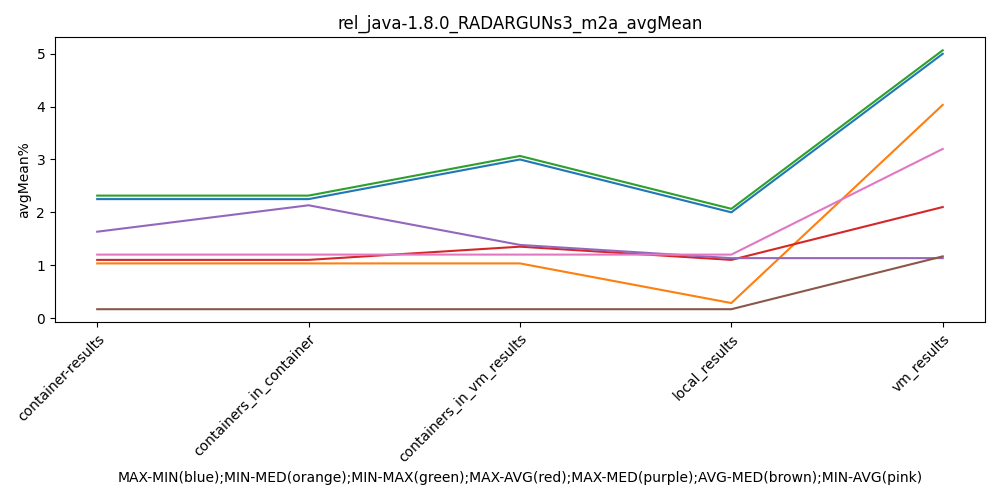 rel_java-1.8.0_RADARGUNs3_m2a_avgMean
avgMean%
5
4
3
2
1
0
container-results
containers_in_container
containers_in_vm_results
local_results
vm_results
MAX-MIN(blue);MIN-MED(orange);MIN-MAX(green);MAX-AVG(red);MAX-MED(purple);AVG-MED(brown);MIN-AVG(pink)